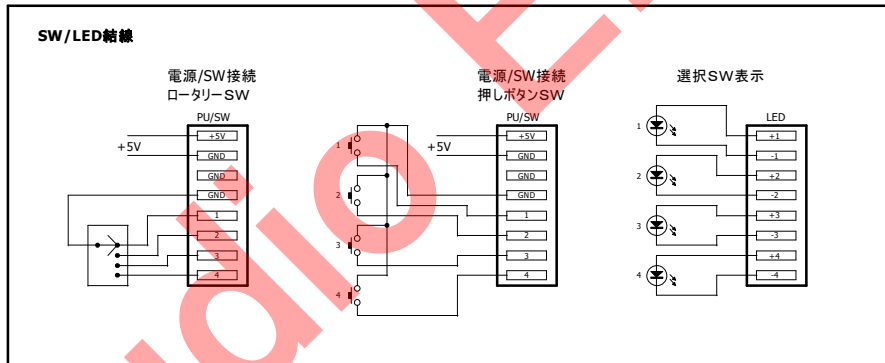 SW/LED結線
電源/SW接続
ロータリーSW
PU/SW
+5V
+5V
GND
GND
GND
1
2
3
4
電源/SW接続
押しボタンSW
PU/SW
+5V
1
2
3
4
+5V
GND
GND
GND
1
2
3
4
選択SW表示
LED
1
2
3
4
+1
-1
+2
-2
+3
-3
+4
-4